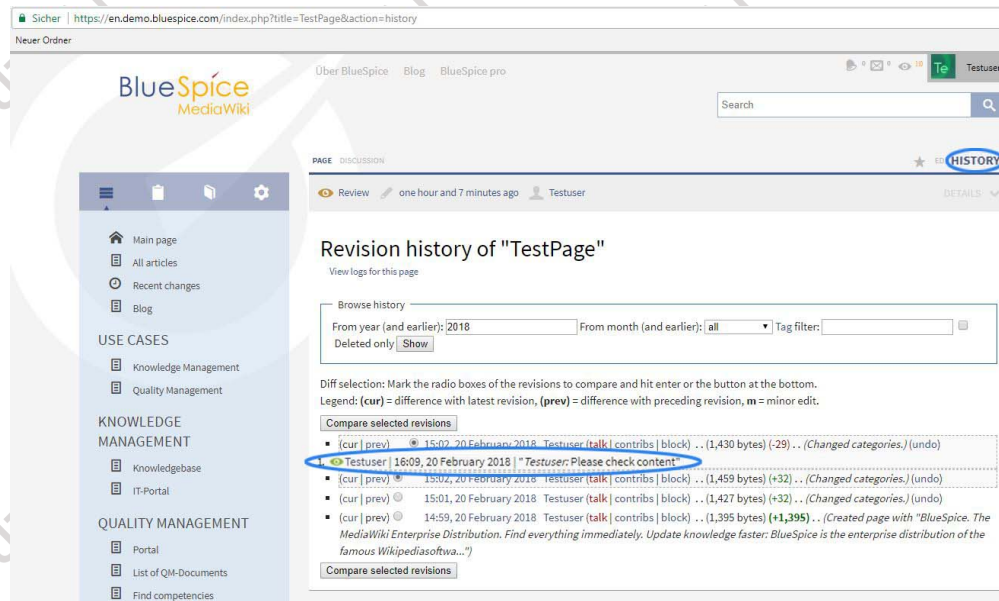 Sicher | https://en.demo.bluespice.com/index.php?title=TestPage&action=history
Neuer Ordner
BlueSpice
MediaWiki
Über BlueSpice Blog BlueSpice pro
0 0 10 Te Testuser
Search
PAGE DISCUSSION
ED HISTORY
Review one hour and 7 minutes ago Testuser
DETAILS
Main page
All articles
Recent changes
Blog
USE CASES
Knowledge Management
Quality Management
KNOWLEDGE
MANAGEMENT
Knowledgebase
IT-Portal
QUALITY MANAGEMENT
Portal
List of QM-Documents
Find competencies
Revision history of "TestPage"
View logs for this page
Browse history
From year (and earlier): 2018 From month (and earlier): all Tag filter:
Deleted only Show
Diff selection: Mark the radio boxes of the revisions to compare and hit enter or the button at the bottom.
Legend: (cur) = difference with latest revision, (prev) = difference with preceding revision, m = minor edit.
Compare selected revisions
(cur | prev) 15:02, 20 February 2018 Testuser (talk | contribs | block) . . (1,430 bytes) (-29) . . (Changed categories.) (undo)
1. Testuser | 16:09, 20 February 2018 | " Testuser: Please check content"
(cur | prev) 15:02, 20 February 2018 Testuser (talk | contribs | block) . . (1,459 bytes) (+32) . . (Changed categories.) (undo)
(cur | prev) 15:01, 20 February 2018 Testuser (talk | contribs | block) . . (1,427 bytes) (+32) . . (Changed categories.) (undo)
(cur | prev) 14:59, 20 February 2018 Testuser (talk | contribs | block) . . (1,395 bytes) (+1,395) . . (Created page with "BlueSpice. The
MediaWiki Enterprise Distribution. Find everything immediately. Update knowledge faster: BlueSpice is the enterprise distribution of the
famous Wikipediasoftwa...")
Compare selected revisions